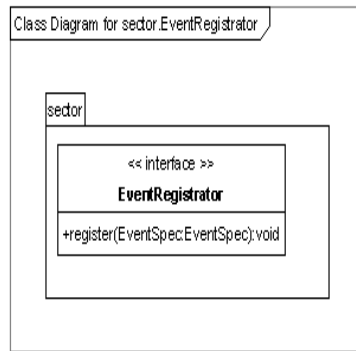 Class Diagram for sector.EventRegistrator
sector
<< interface >>
EventRegistrator
+register(EventSpec:EventSpec):void